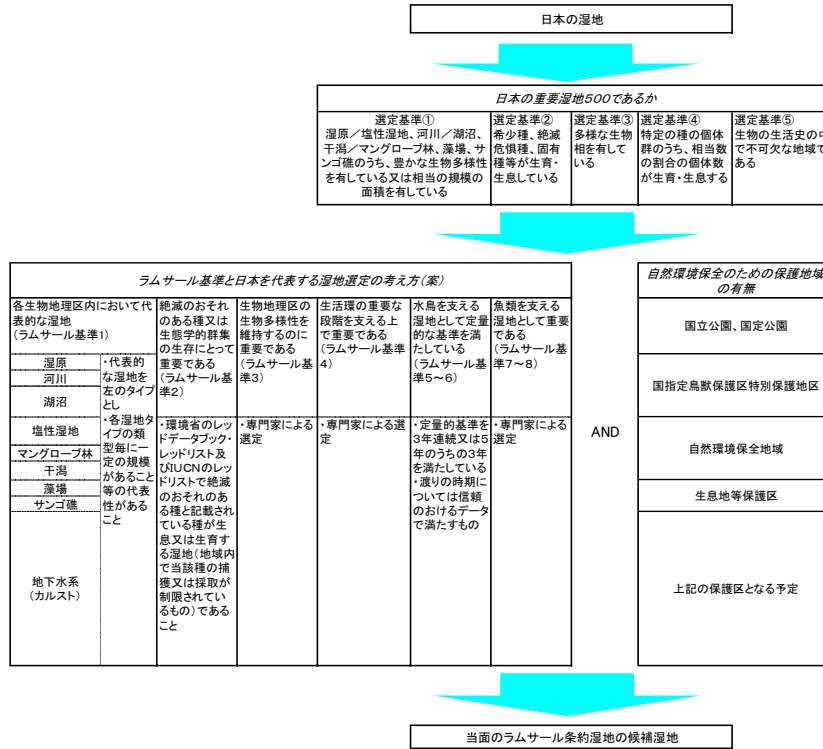 日本の湿地
日本の重要湿地500であるか
選定基準①
湿原／塩性湿地、河川／湖沼、
干潟／マングローブ林、藻場、サ
ンゴ礁のうち、豊かな生物多様性
を有している又は相当の規模の
面積を有している
選定基準②
希少種、絶滅
危惧種、固有
種等が生育・
生息している
選定基準③
多様な生物
相を有して
いる
選定基準④
特定の種の個体
群のうち、相当数
の割合の個体数
が生育・生息する
選定基準⑤
生物の生活史の中
で不可欠な地域で
ある
ラムサール基準と日本を代表する湿地選定の考え方(案)
各生物地理区内において代
表的な湿地
(ラムサール基準1)
湿原
河川
湖沼
塩性湿地
マングローブ林
干潟
藻場
サンゴ礁
地下水系
(カルスト)
・代表的
な湿地を
左のタイプ
とし
・各湿地タ
イプの類
型毎に一
定の規模
があること
等の代表
性がある
こと
絶滅のおそれ
のある種又は
生態学的群集
の生存にとって
重要である
(ラムサール基
準2)
・環境省のレッ
ドデータブック・
レッドリスト及
びIUCNのレッ
ドリストで絶滅
のおそれのあ
る種と記載され
ている種が生
息又は生育す
る湿地(地域内
で当該種の捕
獲又は採取が
制限されてい
るもの)であるこ
と
生物地理区の
生物多様性を
維持するのに
重要である
(ラムサール基
準3)
・専門家による
選定
生活環の重要な
段階を支える上
で重要である
(ラムサール基準
4)
・専門家による選
定
水鳥を支える
湿地として定量
的な基準を満
たしている
(ラムサール基
準5～6)
・定量的基準を
3年連続又は5
年のうちの3年
を満たしている
・渡りの時期に
ついては信頼
のおけるデータ
で満たすもの
魚類を支える
湿地として重要
である
(ラムサール基
準7～8)
・専門家による
選定
AND
自然環境保全のための保護地域
の有無
国立公園、国定公園
国指定鳥獣保護区特別保護地区
自然環境保全地域
生息地等保護区
上記の保護区となる予定
当面のラムサール条約湿地の候補湿地